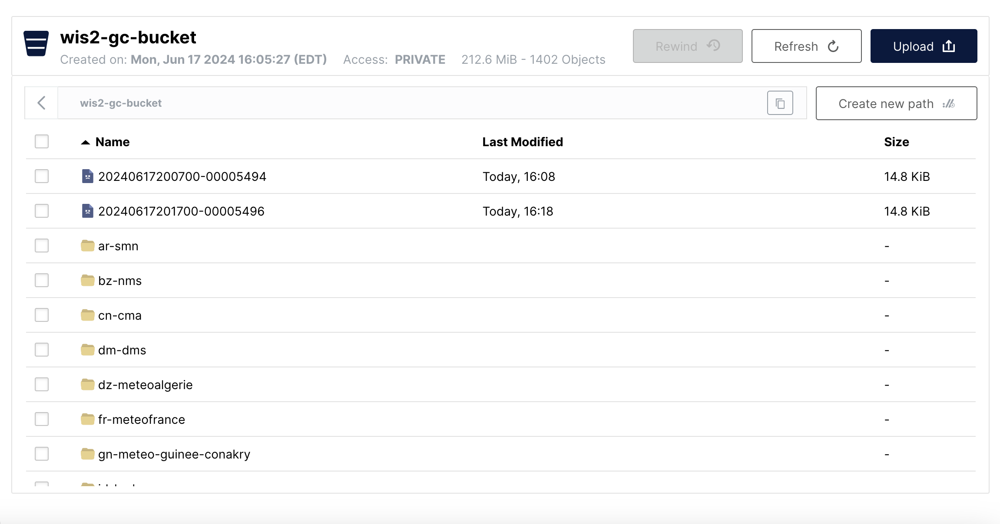 wis2-gc-bucket
Created on: Mon, Jun 17 2024 16:05:27 (EDT) Access: PRIVATE 212.6 MiB - 1402 Objects
Rewind Refresh Upload
wis2-gc-bucket
Create new path
Name Last Modified Size
20240617200700-00005494 Today, 16:08 14.8 KiB
20240617201700-00005496 Today, 16:18 14.8 KiB
ar-smn -
bz-nms -
cn-cma -
dm-dms -
dz-meteoalgerie -
fr-meteofrance -
gn-meteo-guinee-conakry -